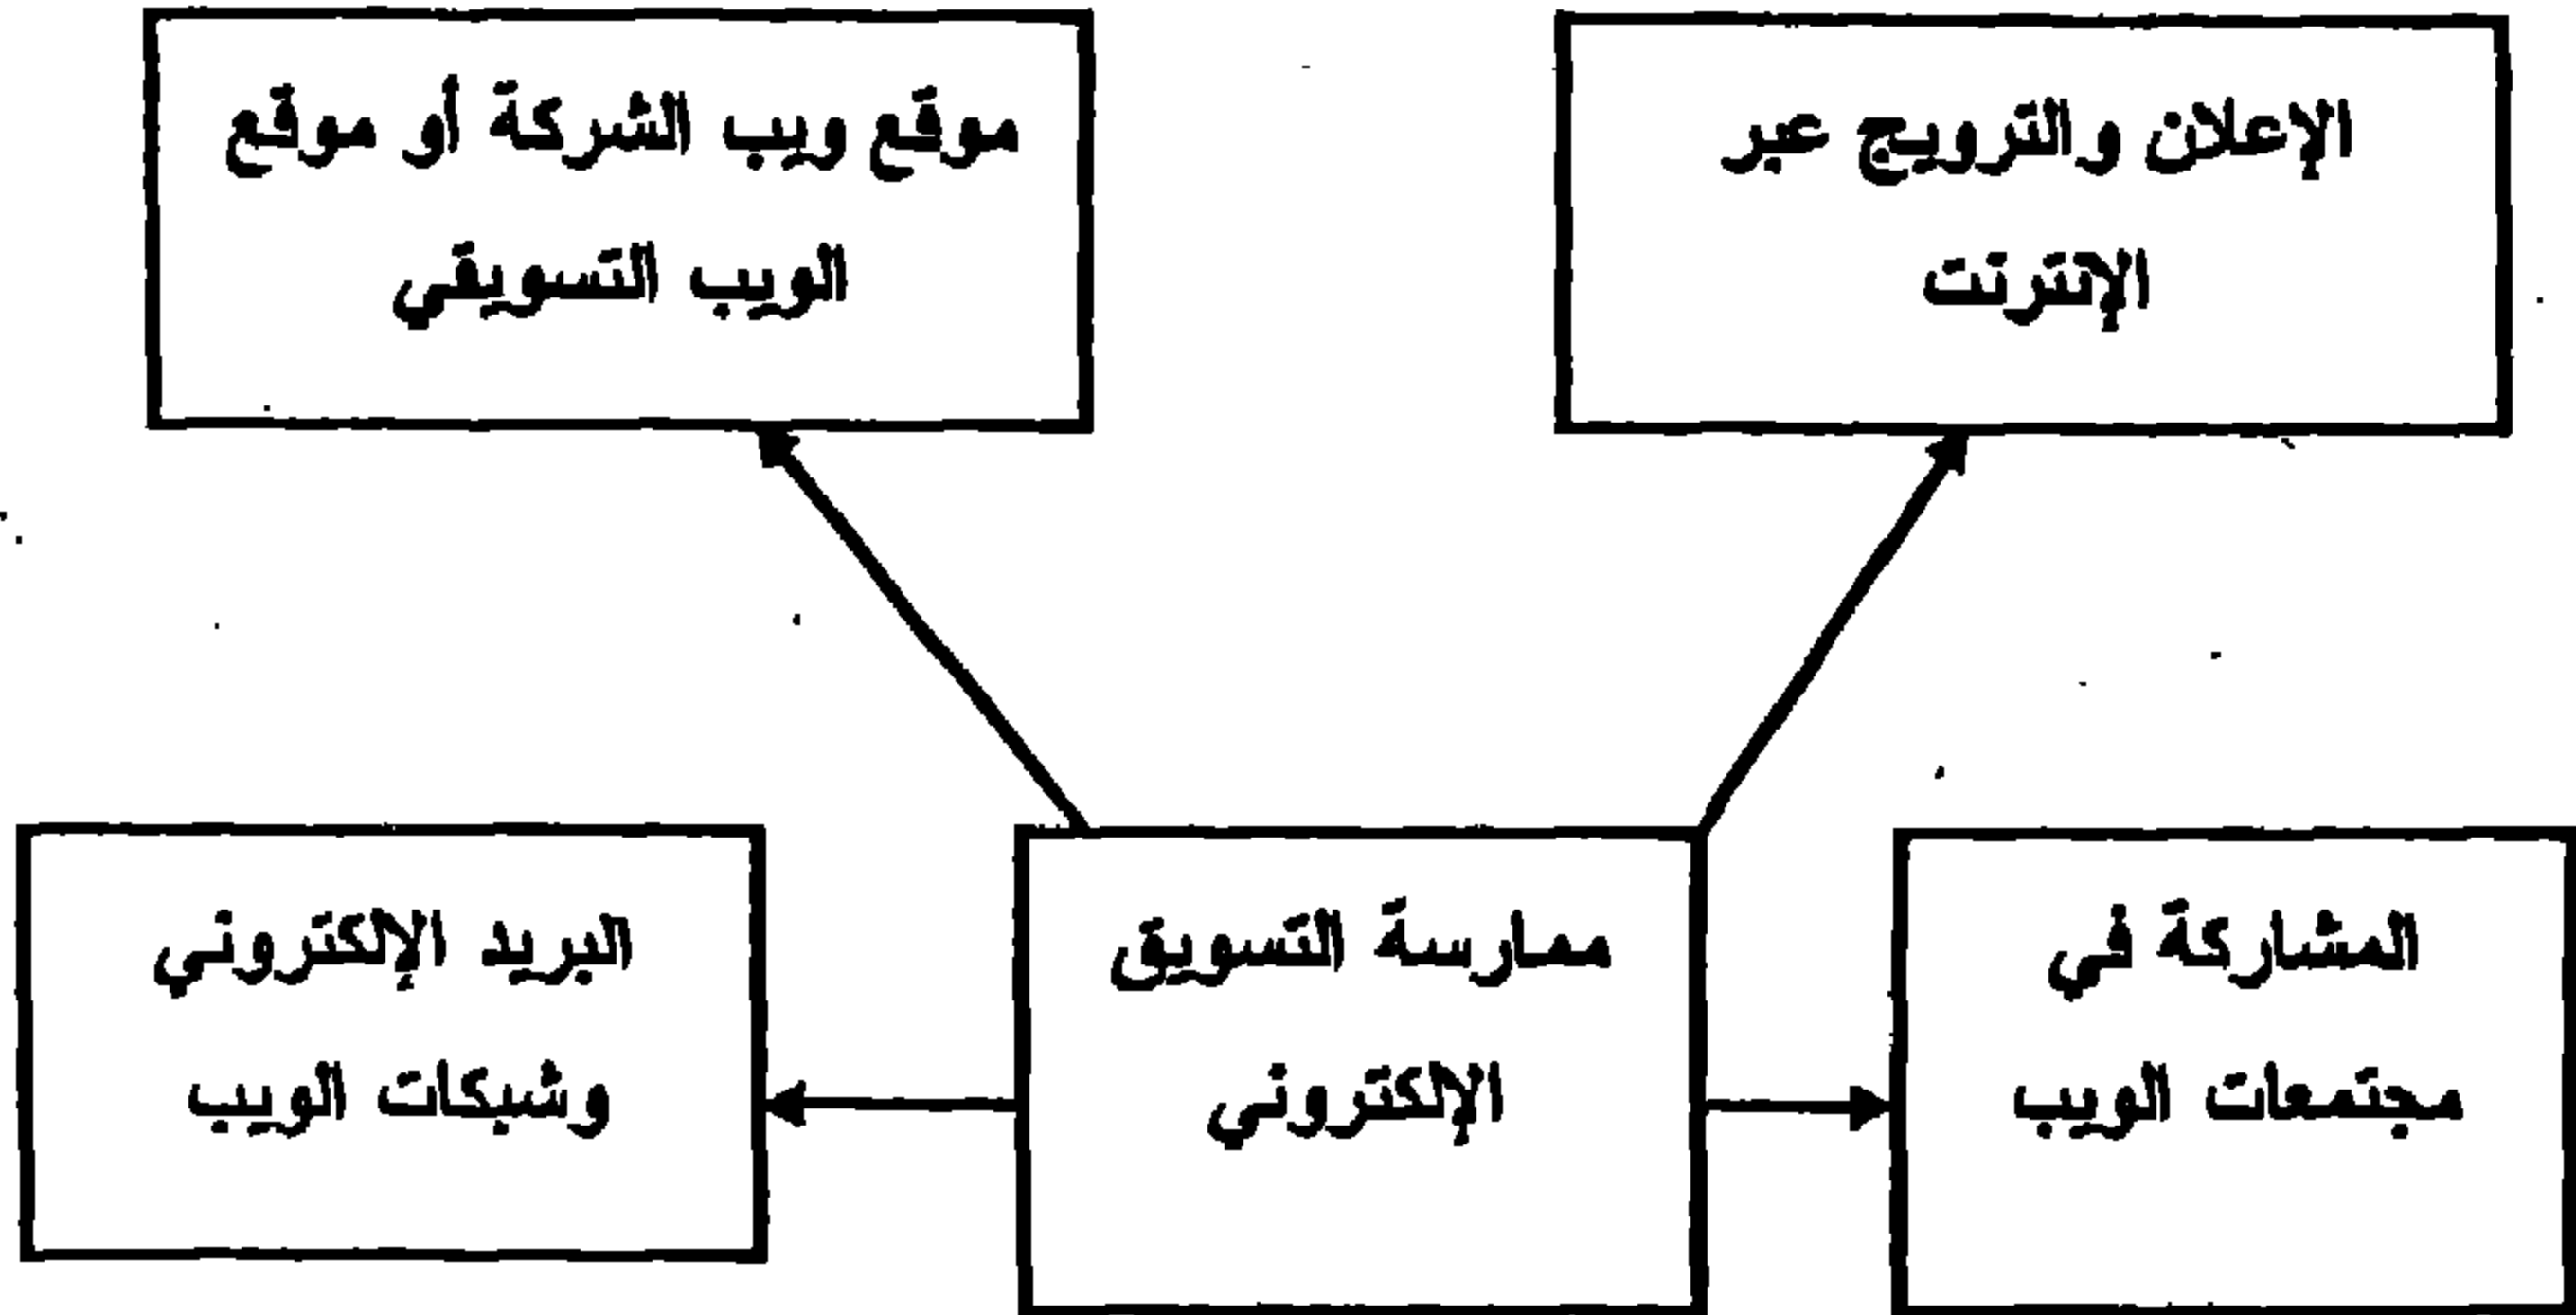 الإعلان والترويج عبر
الإنترنت
موقع ويب الشركة أو موقع
الويب التسويقي
المشاركة في
مجتمعات الويب
ممارسة التسويق
الإلكتروني
البريد الإلكتروني
وشبكات الويب